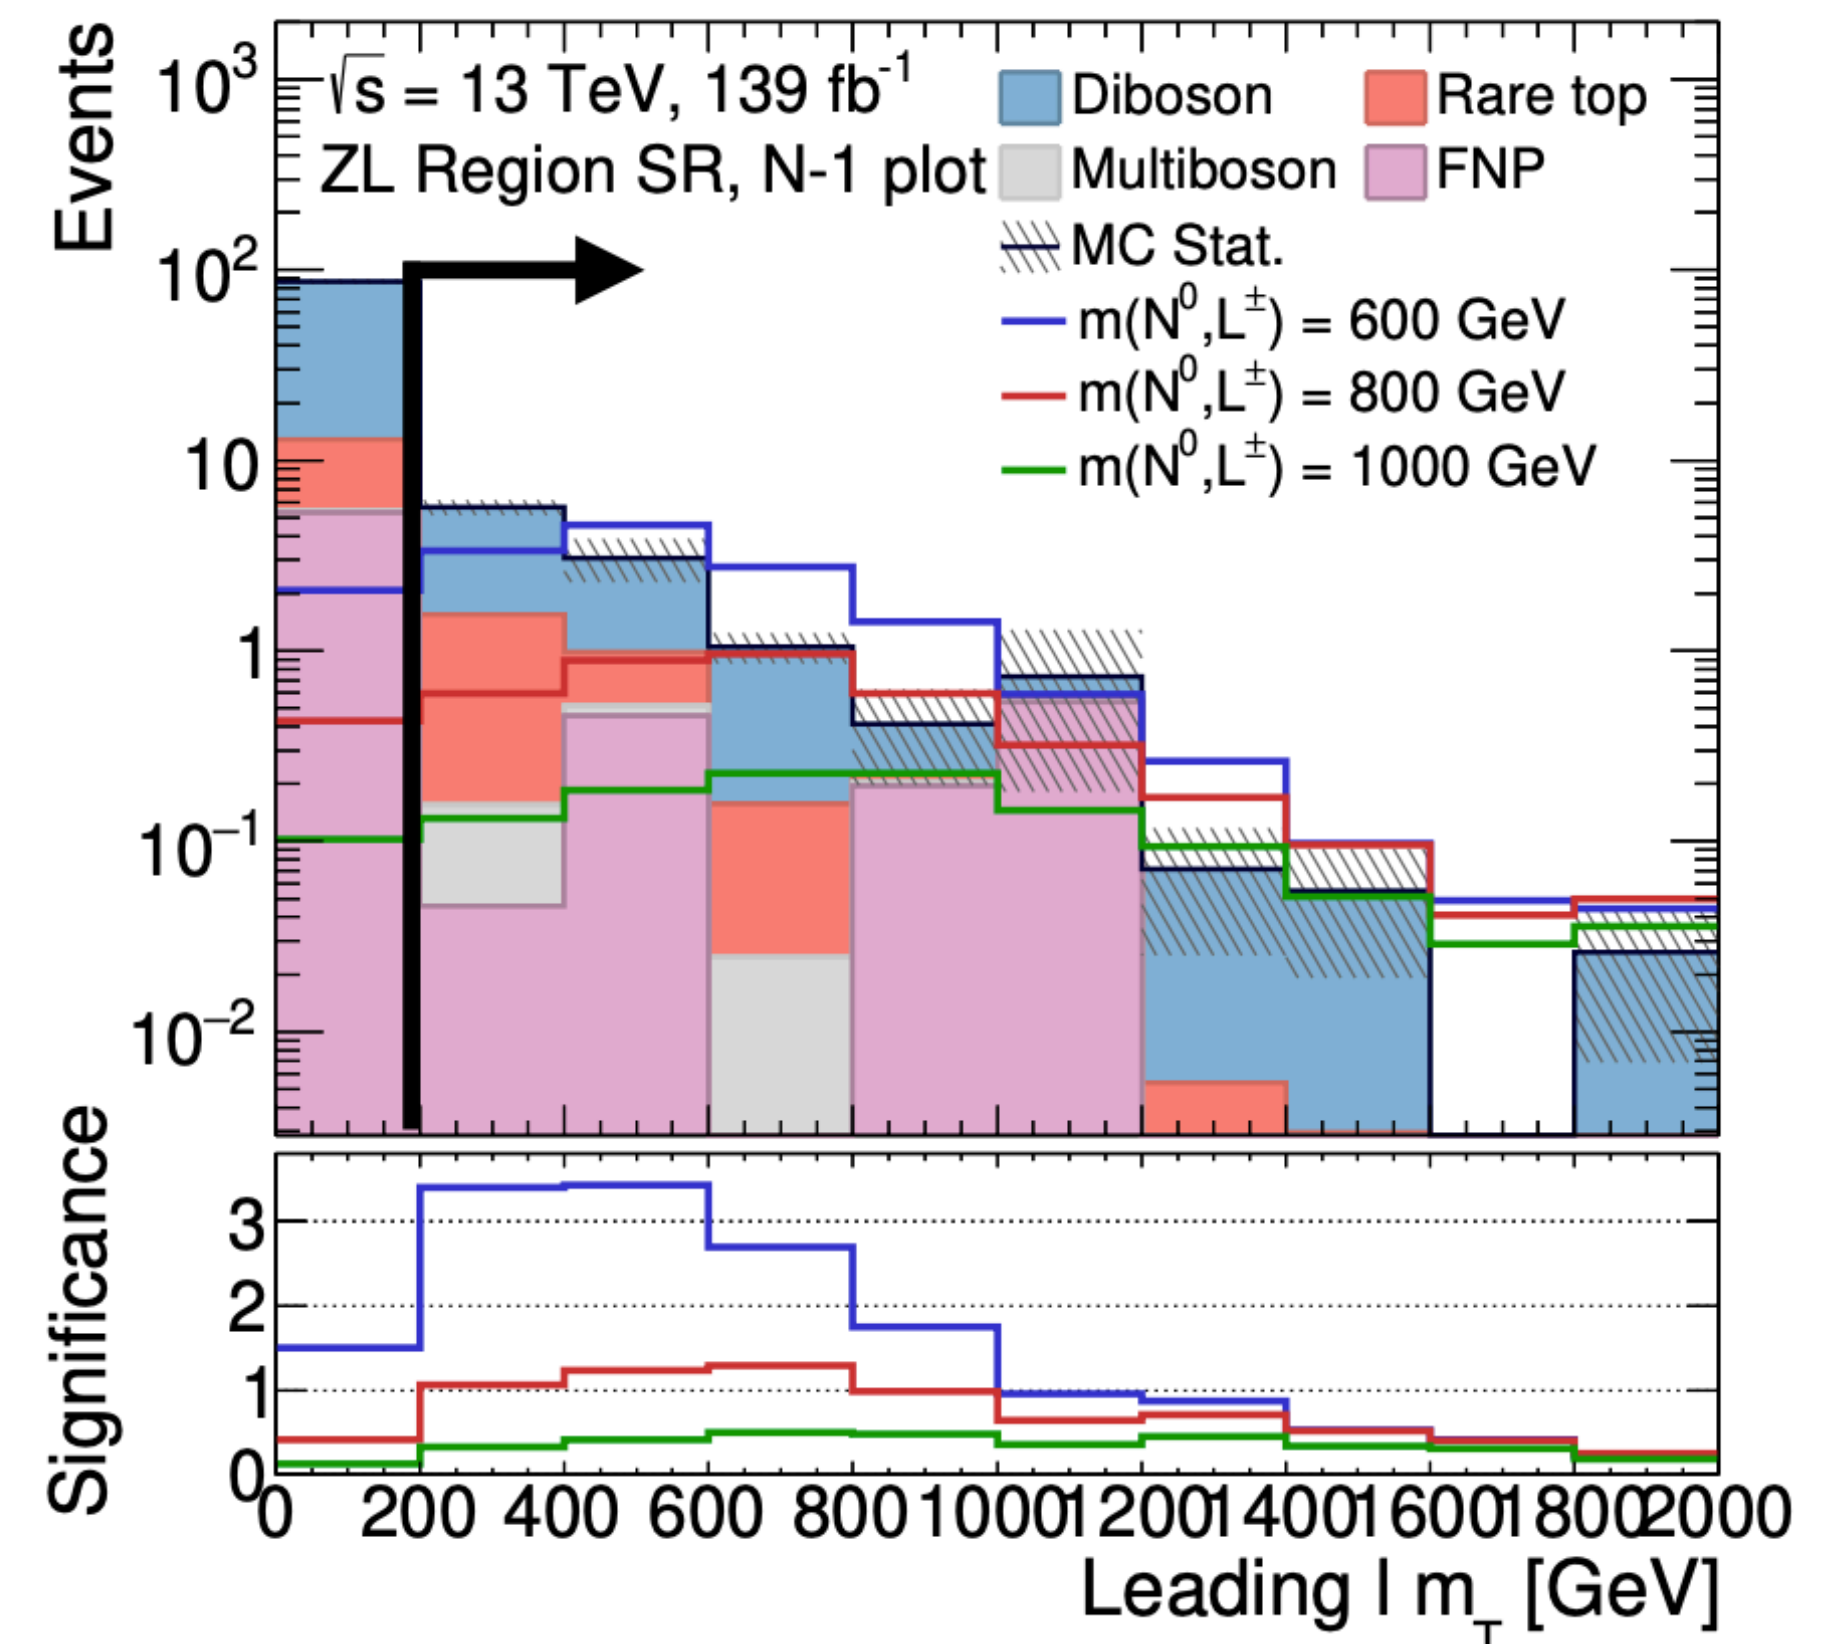 Events
10³
10²
10
1
10⁻¹
10⁻²
√s = 13 TeV, 139 fb⁻¹
ZL Region SR, N-1 plot
Diboson
Rare top
Multiboson
FNP
MC Stat.
m(N⁰,L±) = 600 GeV
m(N⁰,L±) = 800 GeV
m(N⁰,L±) = 1000 GeV
Significance
3
2
1
0
0 200 400 600 800 1000 1200 1400 1600 1800 2000
Leading l m_T [GeV]